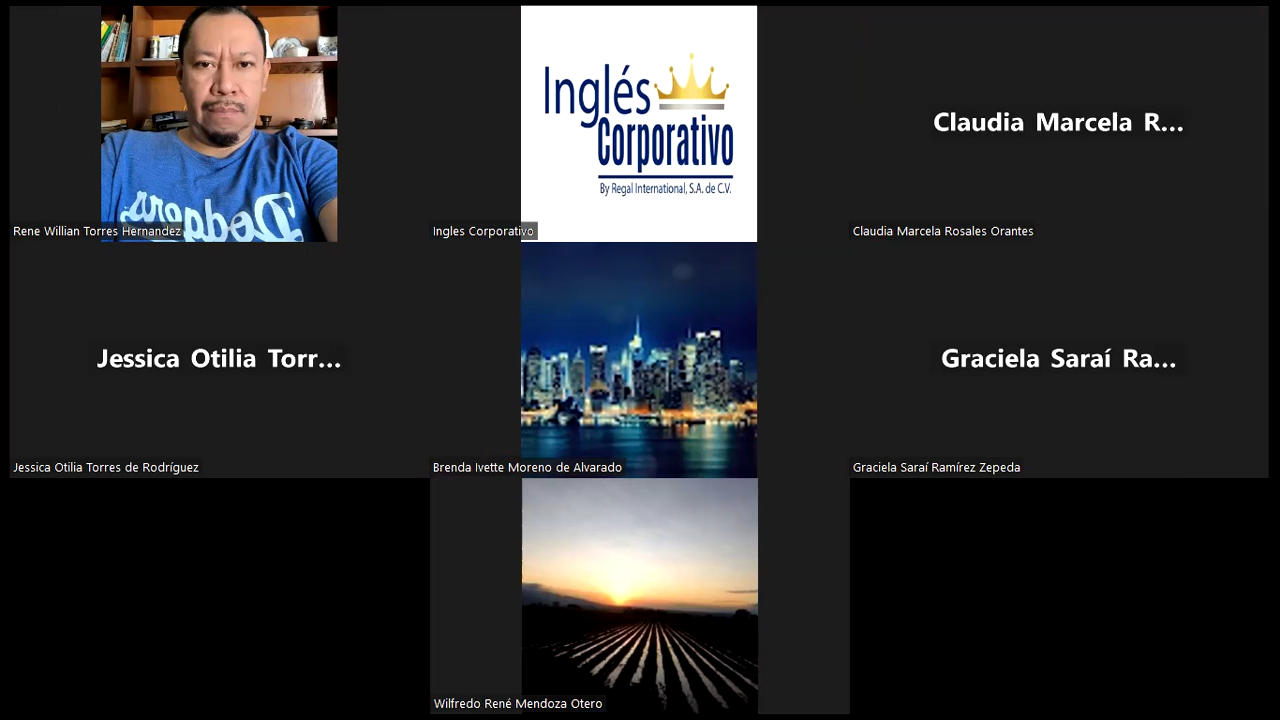 Dodgers
Rene Willian Torres Hernandez
Inglés
Corporativo
By Regal International, S.A. de C.V.
Ingles Corporativo
Claudia Marcela R...
Claudia Marcela Rosales Orantes
Jessica Otilia Torr...
Jessica Otilia Torres de Rodríguez
Brenda Ivette Moreno de Alvarado
Graciela Saraí Ra...
Graciela Saraí Ramírez Zepeda
Wilfredo René Mendoza Otero